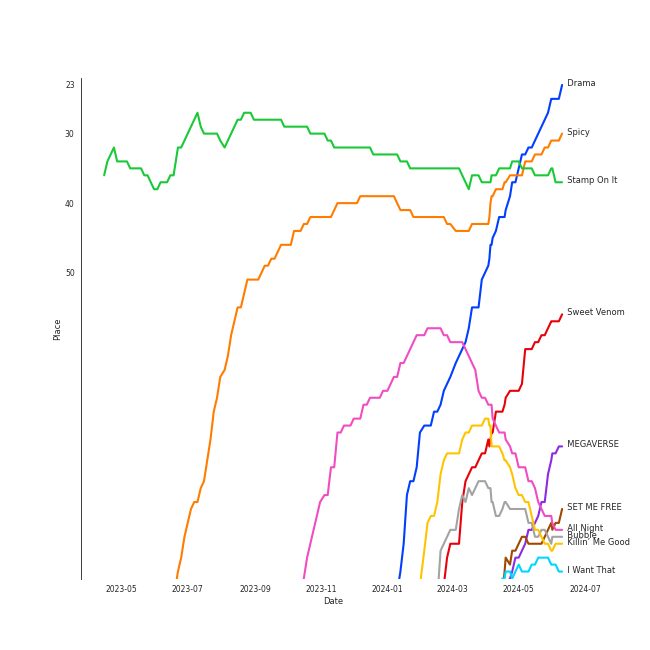 23
30
40
50
Place
Drama
Spicy
Stamp On It
Sweet Venom
MEGAVERSE
SET ME FREE
All Night
Bubble
Killin' Me Good
I Want That
2023-05
2023-07
2023-09
2023-11
2024-01
2024-03
2024-05
2024-07
Date